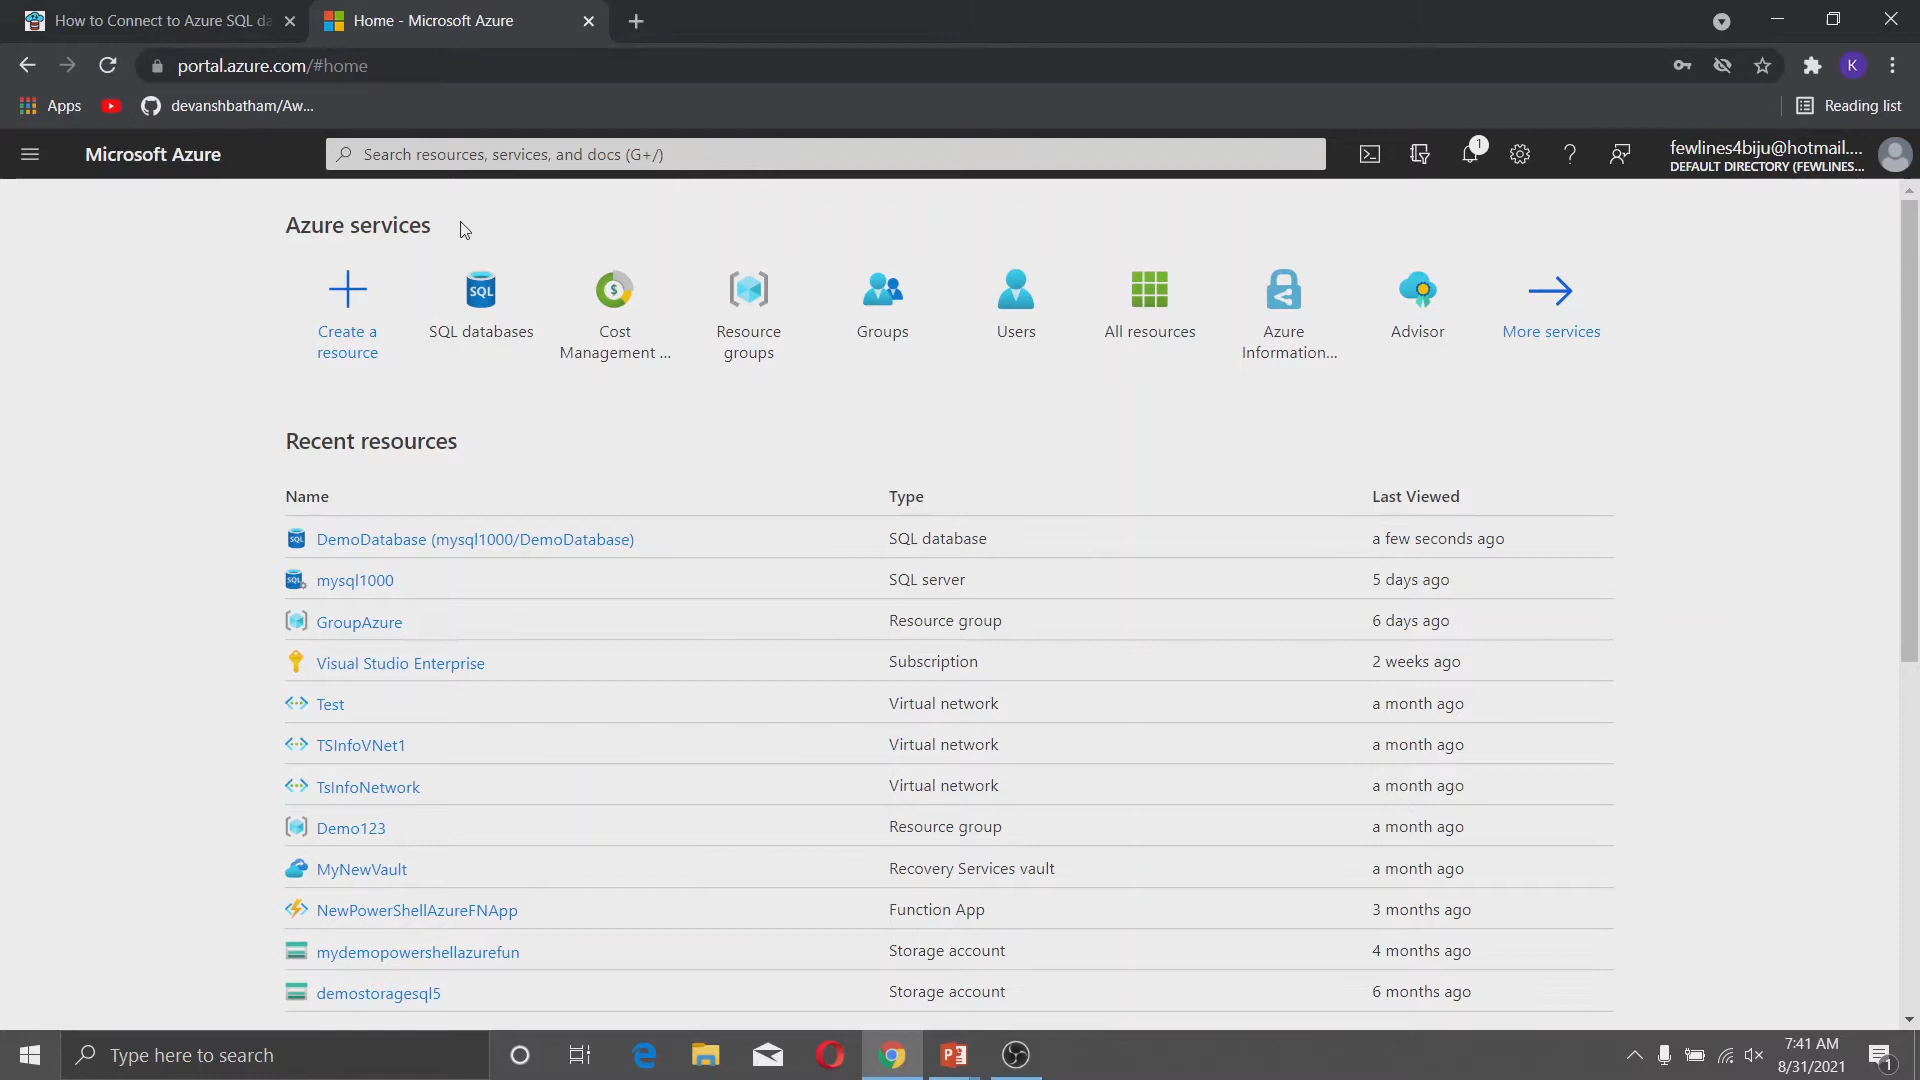 How to Connect to Azure SQL da
Home - Microsoft Azure
portal.azure.com/#home
K
Apps
devanshbatham/Aw...
Reading list
Microsoft Azure
Search resources, services, and docs (G+/)
1
fewlines4biju@hotmail....
DEFAULT DIRECTORY (FEWLINES...
Azure services
Create a resource
SQL databases
Cost Management ...
Resource groups
Groups
Users
All resources
Azure Information...
Advisor
More services
Recent resources
Name Type Last Viewed
DemoDatabase (mysql1000/DemoDatabase) SQL database a few seconds ago
mysql1000 SQL server 5 days ago
GroupAzure Resource group 6 days ago
Visual Studio Enterprise Subscription 2 weeks ago
Test Virtual network a month ago
TSInfoVNet1 Virtual network a month ago
TsInfoNetwork Virtual network a month ago
Demo123 Resource group a month ago
MyNewVault Recovery Services vault a month ago
NewPowerShellAzureFNApp Function App 3 months ago
mydemopowershellazurefun Storage account 4 months ago
demostoragesql5 Storage account 6 months ago
Type here to search
7:41 AM
8/31/2021
1